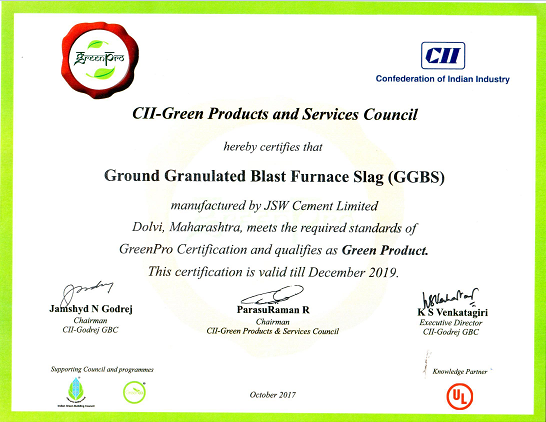 GreenPro
CII
Confederation of Indian Industry
CII-Green Products and Services Council
hereby certifies that
Ground Granulated Blast Furnace Slag (GGBS)
manufactured by JSW Cement Limited
Dolvi, Maharashtra, meets the required standards of
GreenPro Certification and qualifies as Green Product.
This certification is valid till December 2019.
Jamshyd N Godrej
Chairman
CII-Godrej GBC
ParasuRaman R
Chairman
CII-Green Products & Services Council
K S Venkatagiri
Executive Director
CII-Godrej GBC
Supporting Council and programmes
Indian Green Building Council
October 2017
Knowledge Partner
UL